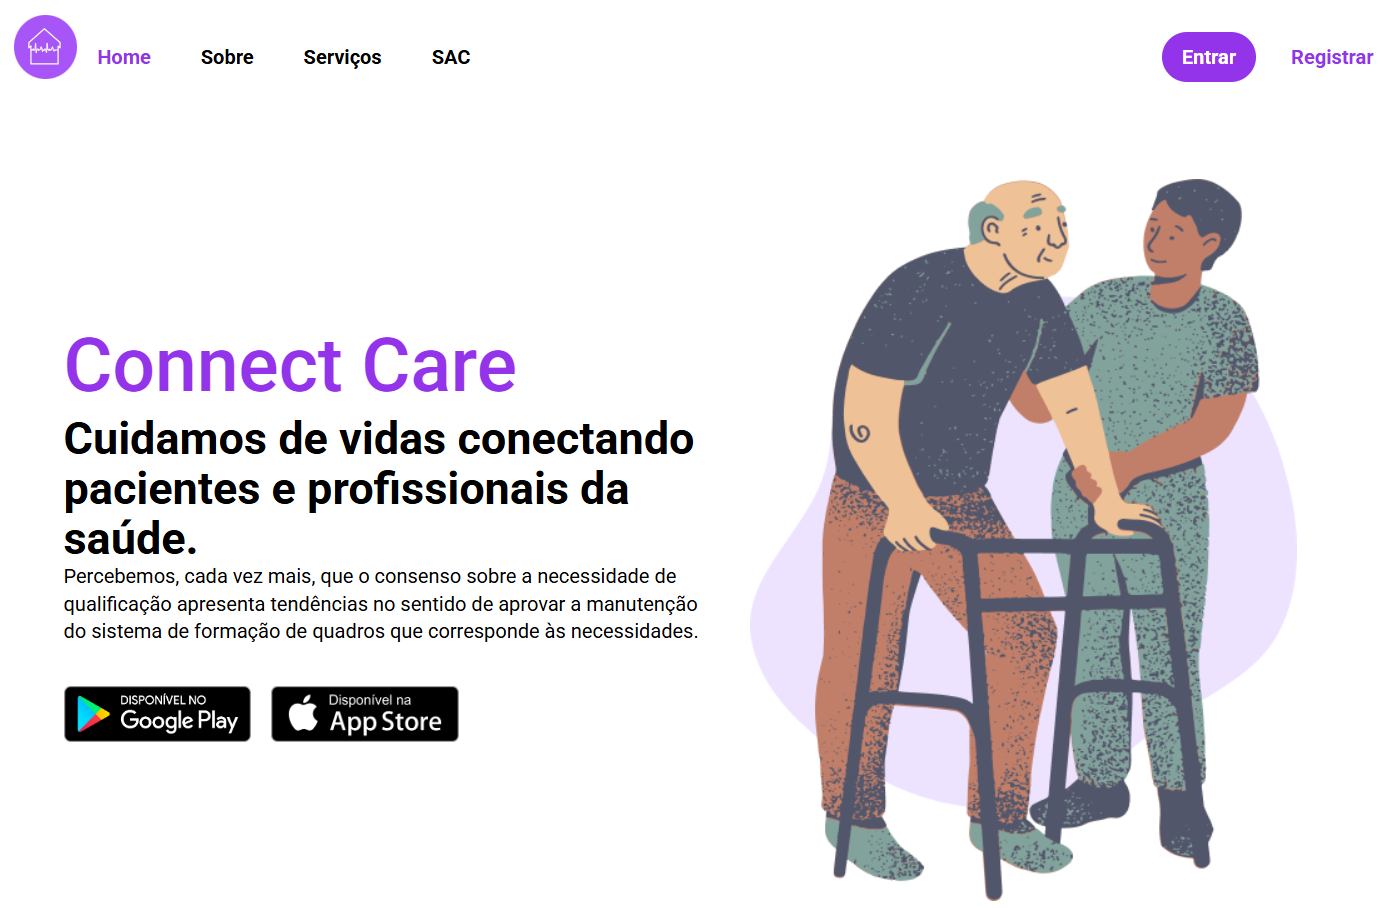 Home Sobre Serviços SAC Entrar Registrar
Connect Care
Cuidamos de vidas conectando
pacientes e profissionais da
saúde.
Percebemos, cada vez mais, que o consenso sobre a necessidade de
qualificação apresenta tendências no sentido de aprovar a manutenção
do sistema de formação de quadros que corresponde às necessidades.
DISPONÍVEL NO
Google Play
Disponível na
App Store